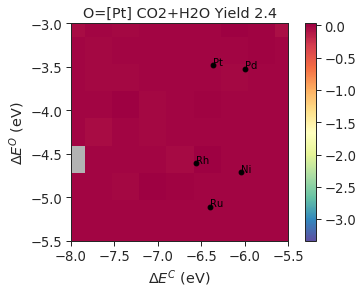 O=[Pt] CO2+H2O Yield 2.4
−3.0
−3.5
−4.0
−4.5
−5.0
−5.5
ΔE^O (eV)
Pt
Pd
Rh
Ni
Ru
−8.0 −7.5 −7.0 −6.5 −6.0 −5.5
ΔE^C (eV)
0.0
−0.5
−1.0
−1.5
−2.0
−2.5
−3.0